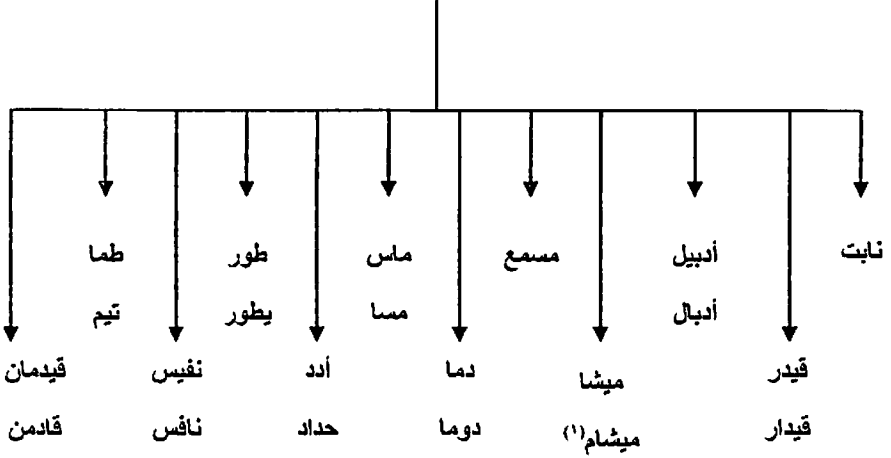 نابت
أدبيل
أدبال
مسمع
ماس
مسا
طور
يطور
طما
تيم
قيدر
قيدار
ميشا
ميشام(١)
دما
دوما
أدد
حداد
نفيس
نافس
قيدمان
قادمن